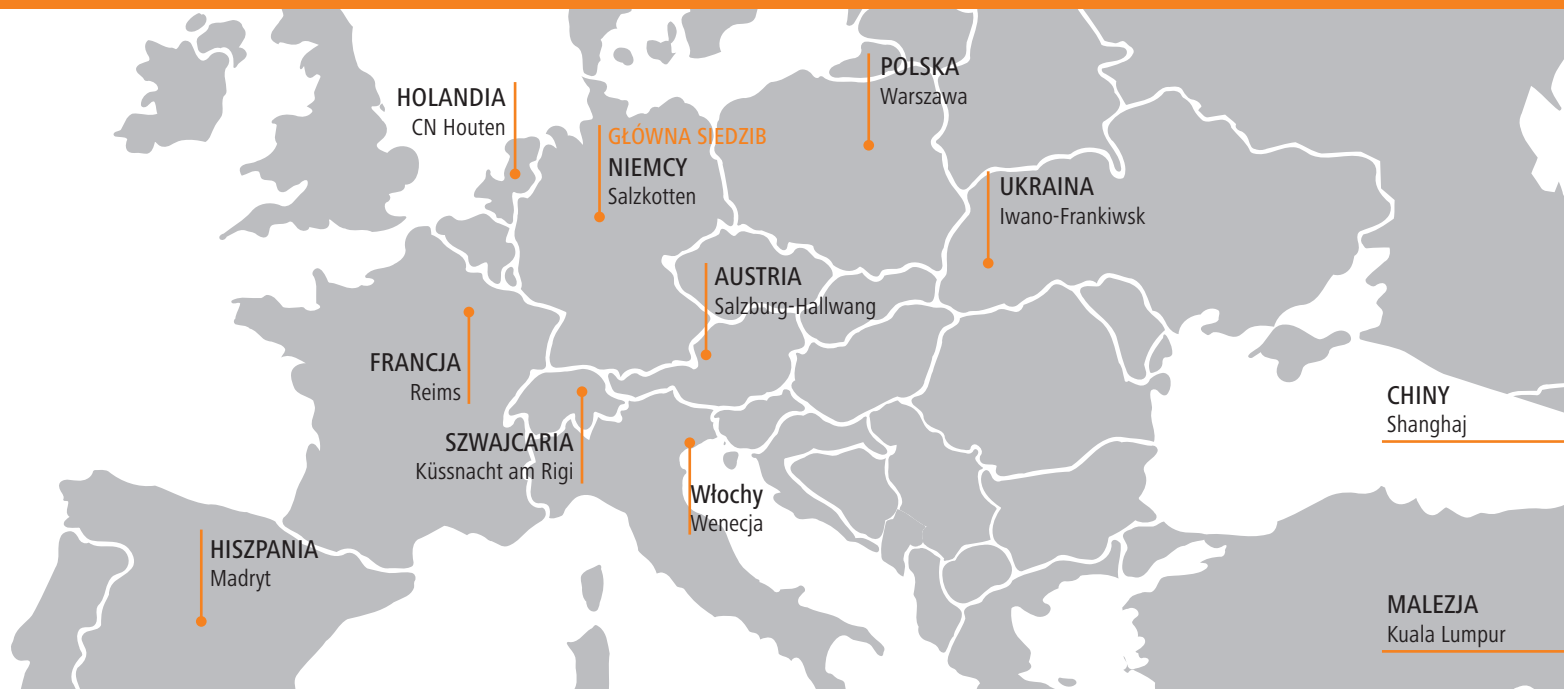 POLSKA
Warszawa
HOLANDIA
CN Houten
GŁÓWNA SIEDZIB
NIEMCY
Salzkotten
UKRAINA
Iwano-Frankiwsk
AUSTRIA
Salzburg-Hallwang
FRANCJA
Reims
CHINY
Shanghaj
SZWAJCARIA
Küssnacht am Rigi
Włochy
Wenecja
HISZPANIA
Madryt
MALEZJA
Kuala Lumpur